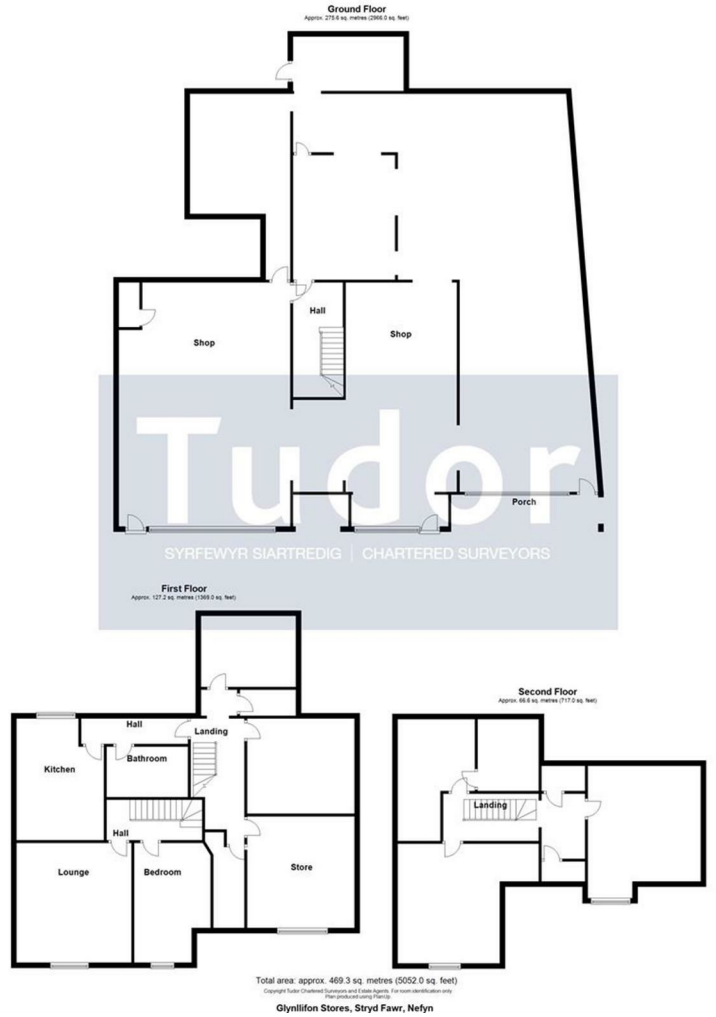 Ground Floor
Approx. 275.6 sq. metres (2966.0 sq. feet)
Hall
Shop
Shop
Tudor
Porch
SYRFEWYR SIARTREDIG | CHARTERED SURVEYORS
First Floor
Approx. 127.2 sq. metres (1369.0 sq. feet)
Second Floor
Approx. 66.6 sq. metres (717.0 sq. feet)
Hall
Landing
Kitchen
Bathroom
Hall
Lounge
Bedroom
Store
Landing
Total area: approx. 469.3 sq. metres (5052.0 sq. feet)
Copyright Tudor Chartered Surveyors and Estate Agents. For room identification only
Plan produced using PlanUp.
Glynllifon Stores, Stryd Fawr, Nefyn